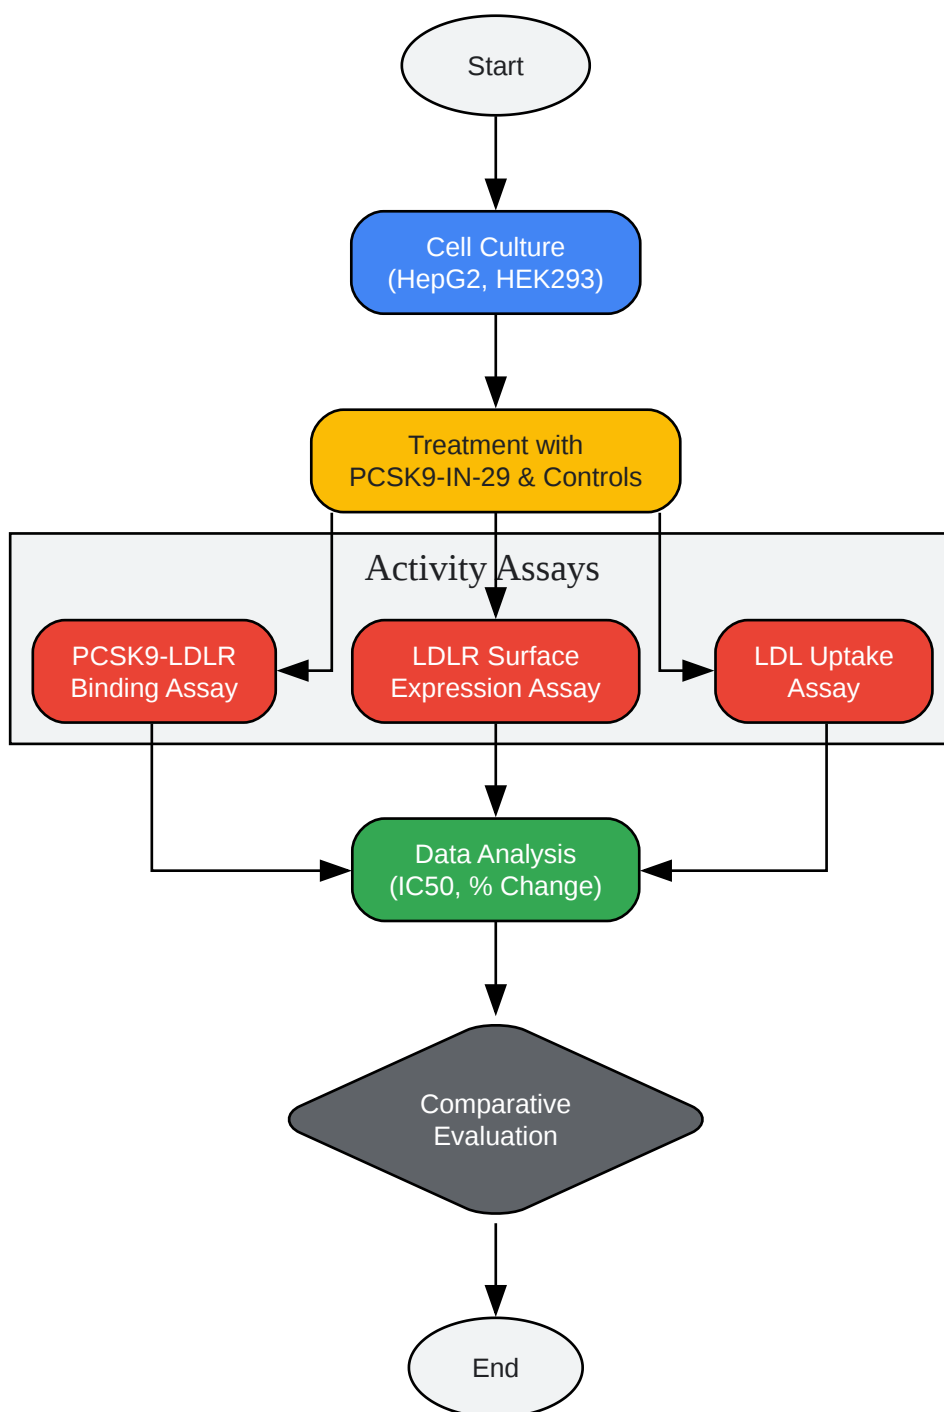 Start
Cell Culture
(HepG2, HEK293)
Treatment with
PCSK9-IN-29 & Controls
Activity Assays
PCSK9-LDLR
Binding Assay
LDLR Surface
Expression Assay
LDL Uptake
Assay
Data Analysis
(IC50, % Change)
Comparative
Evaluation
End